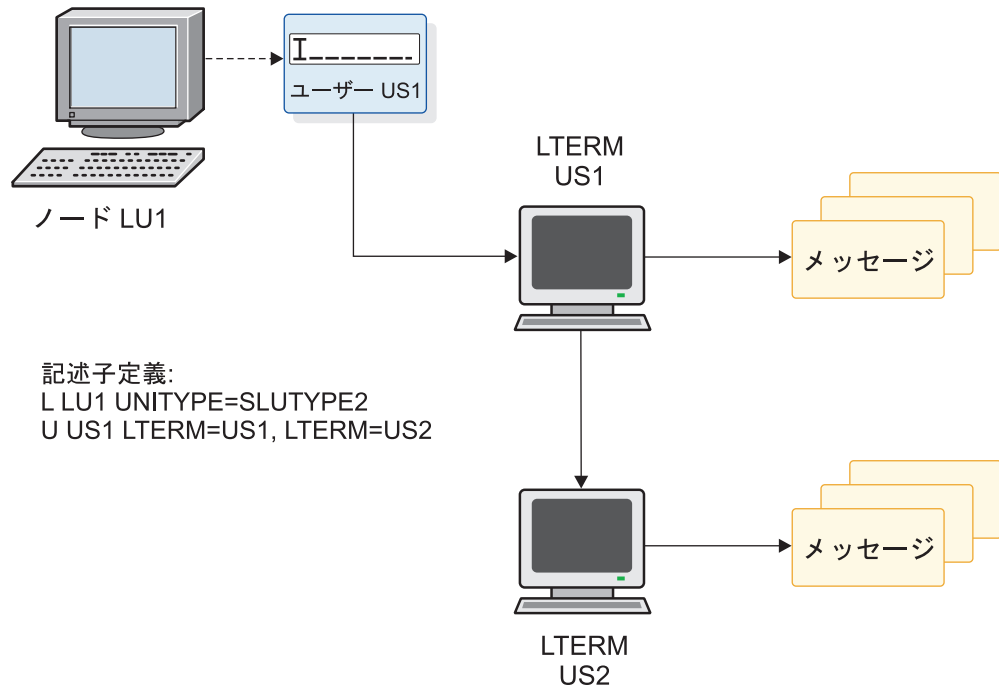 ユーザー US1
ノード LU1
LTERM
US1
メッセージ
記述子定義:
L LU1 UNITYPE=SLUTYPE2
U US1 LTERM=US1, LTERM=US2
メッセージ
LTERM
US2